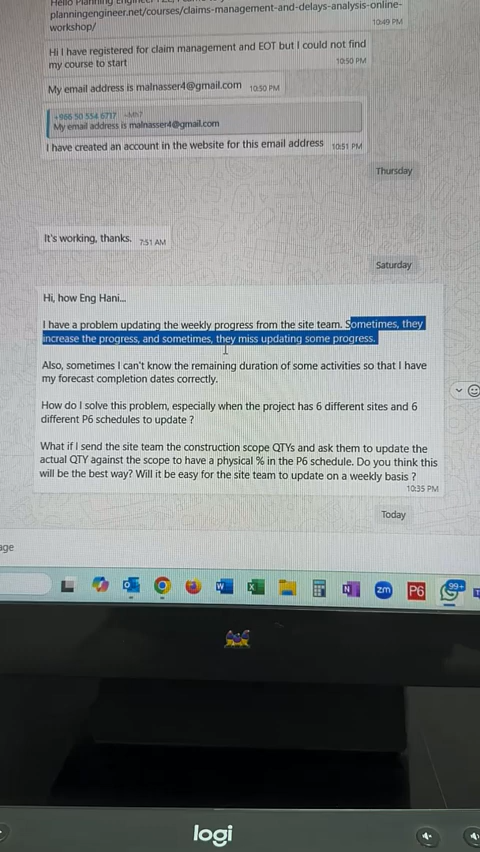 planningengineer.net/courses/claims-management-and-delays-analysis-online-
workshop/
10:49 PM
Hi I have registered for claim management and EOT but I could not find
my course to start
10:50 PM
My email address is malnasser4@gmail.com 10:50 PM
+966 50 554 6717
My email address is malnasser4@gmail.com
I have created an account in the website for this email address 10:51 PM
Thursday
It's working, thanks. 7:51 AM
Saturday
Hi, how Eng Hani...
I have a problem updating the weekly progress from the site team. Sometimes, they
increase the progress, and sometimes, they miss updating some progress.
Also, sometimes I can't know the remaining duration of some activities so that I have
my forecast completion dates correctly.
How do I solve this problem, especially when the project has 6 different sites and 6
different P6 schedules to update ?
What if I send the site team the construction scope QTYs and ask them to update the
actual QTY against the scope to have a physical % in the P6 schedule. Do you think this
will be the best way? Will it be easy for the site team to update on a weekly basis ?
10:35 PM
Today
age
zm
P6
99+
logi